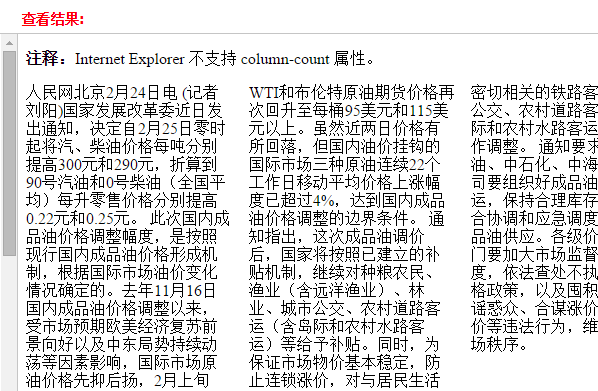 查看结果:
注释：Internet Explorer 不支持 column-count 属性。
人民网北京2月24日电 (记者
刘阳)国家发展改革委近日发
出通知，决定自2月25日零时
起将汽、柴油价格每吨分别
提高300元和290元，折算到
90号汽油和0号柴油（全国平
均）每升零售价格分别提高
0.22元和0.25元。 此次国内成
品油价格调整幅度，是按照
现行国内成品油价格形成机
制，根据国际市场油价变化
情况确定的。去年11月16日
国内成品油价格调整以来，
受市场预期欧美经济复苏前
景向好以及中东局势持续动
荡等因素影响，国际市场原
油价格先抑后扬，2月上旬
WTI和布伦特原油期货价格再
次回升至每桶95美元和115美
元以上。虽然近两日价格有
所回落，但国内油价挂钩的
国际市场三种原油连续22个
工作日移动平均价格上涨幅
度已超过4%，达到国内成品
油价格调整的边界条件。 通
知指出，这次成品油调价
后，国家将按照已建立的补
贴机制，继续对种粮农民、
渔业（含远洋渔业）、林
业、城市公交、农村道路客
运（含岛际和农村水路客
运）等给予补贴。同时，为
保证市场物价基本稳定，防
止连锁涨价，对与居民生活
密切相关的铁路客
公交、农村道路客
际和农村水路客运
作调整。 通知要求
油、中石化、中海
司要组织好成品油
运，保持合理库存
合协调和应急调度
品油供应。各级价
门要加大市场监督
度，依法查处不执
格政策，以及囤积
谣惑众、合谋涨价
价等违法行为，维
场秩序。